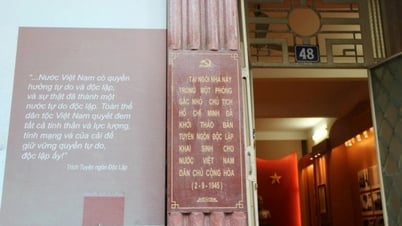 "...Nước Việt Nam có quyền
hưởng tự do và độc lập,
và sự thật đã thành một
nước tự do độc lập. Toàn thể
dân tộc Việt Nam quyết đem
tất cả tinh thần và lực lượng,
tính mạng và của cải để
giữ vững quyền tự do,
độc lập ấy!"
- Trích Tuyên ngôn Độc Lập
TẠI NGÔI NHÀ NÀY
TRONG MỘT PHÒNG
GÁC NHỎ CHỦ TỊCH
HỒ CHÍ MINH ĐÃ
KHỞI THẢO BẢN
TUYÊN NGÔN ĐỘC LẬP
KHAI SINH CHO
NƯỚC VIỆT NAM
DÂN CHỦ CỘNG HÒA
(2-9-1945)
48